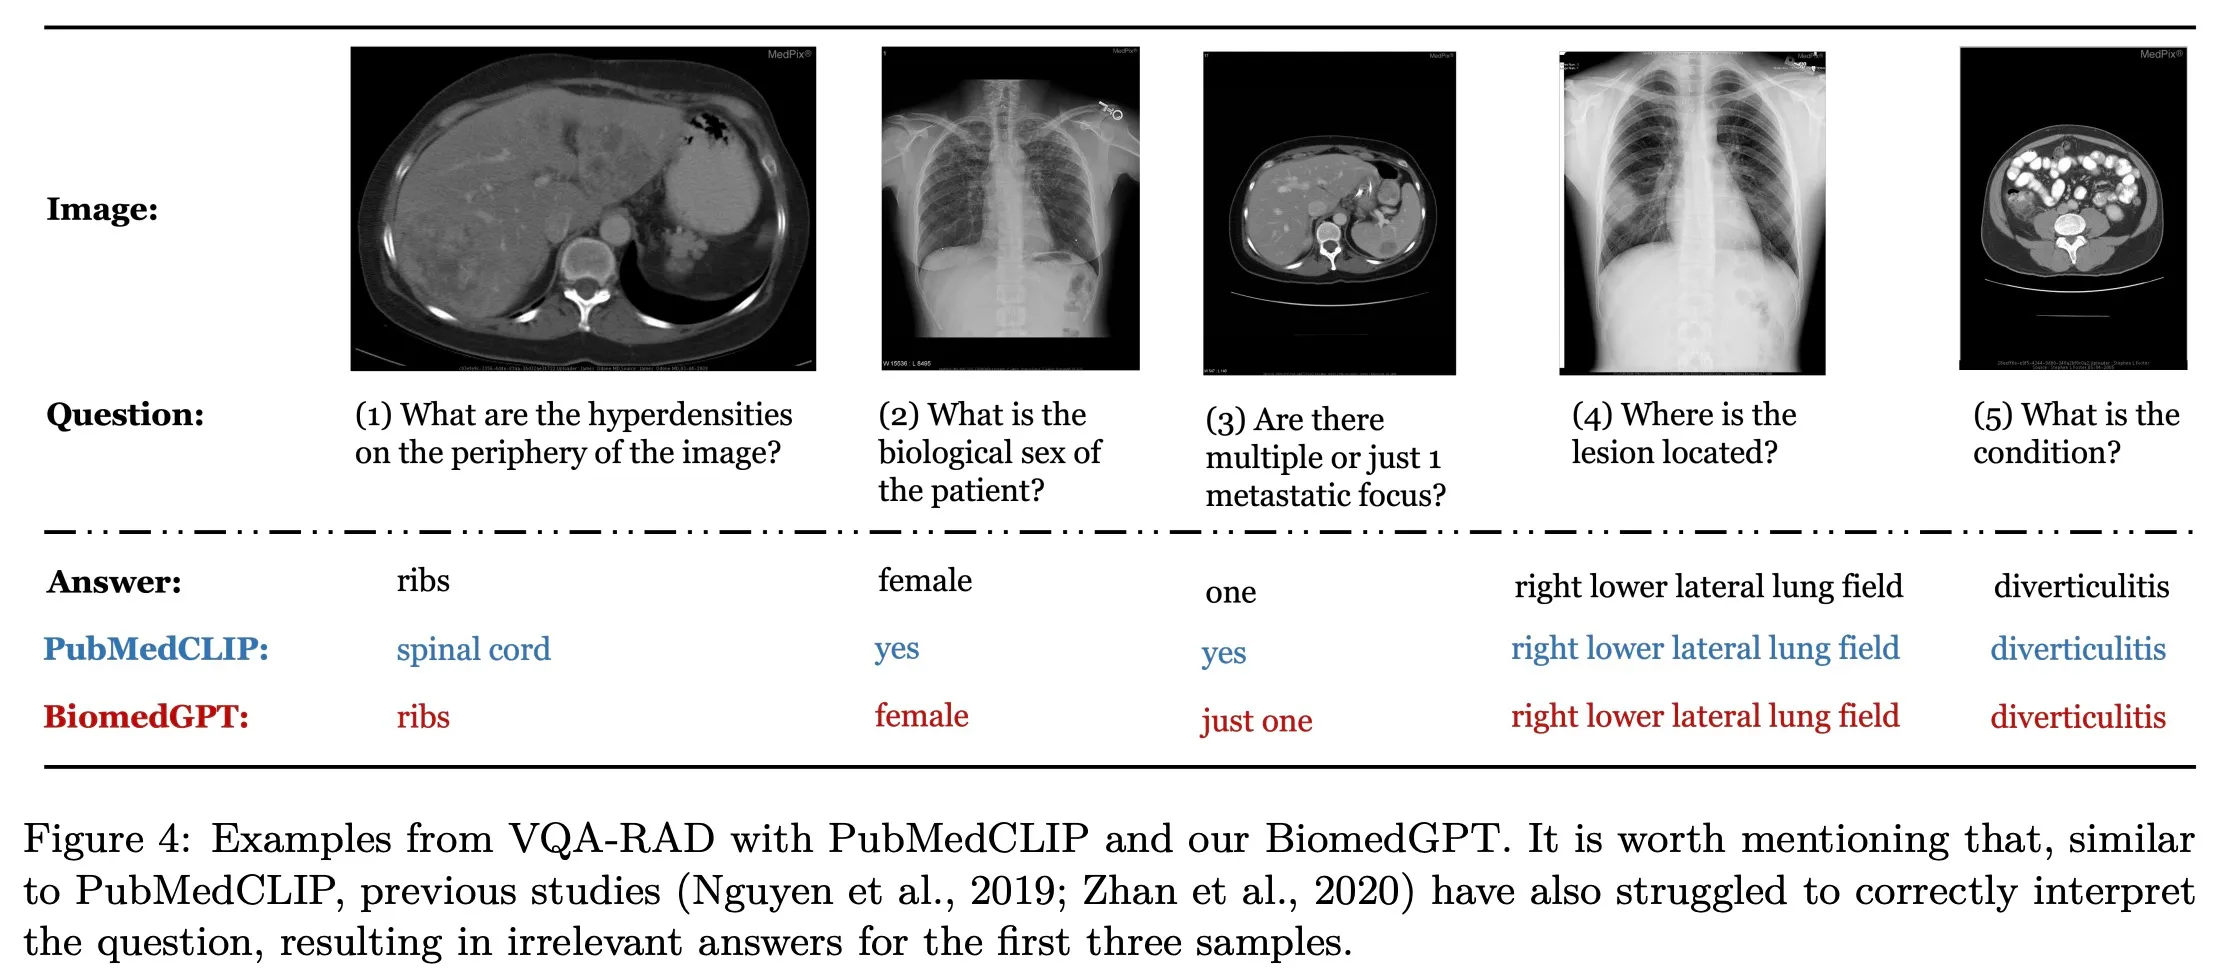 MedPix®
MedPix®
MedPix®
MedPix®
W 15536 : L 8495
Image:
Question:
(1) What are the hyperdensities
on the periphery of the image?
(2) What is the
biological sex of
the patient?
(3) Are there
multiple or just 1
metastatic focus?
(4) Where is the
lesion located?
(5) What is the
condition?
Answer:
ribs
female
one
right lower lateral lung field
diverticulitis
PubMedCLIP:
spinal cord
yes
yes
right lower lateral lung field
diverticulitis
BiomedGPT:
ribs
female
just one
right lower lateral lung field
diverticulitis
Figure 4: Examples from VQA-RAD with PubMedCLIP and our BiomedGPT. It is worth mentioning that, similar
to PubMedCLIP, previous studies (Nguyen et al., 2019; Zhan et al., 2020) have also struggled to correctly interpret
the question, resulting in irrelevant answers for the first three samples.